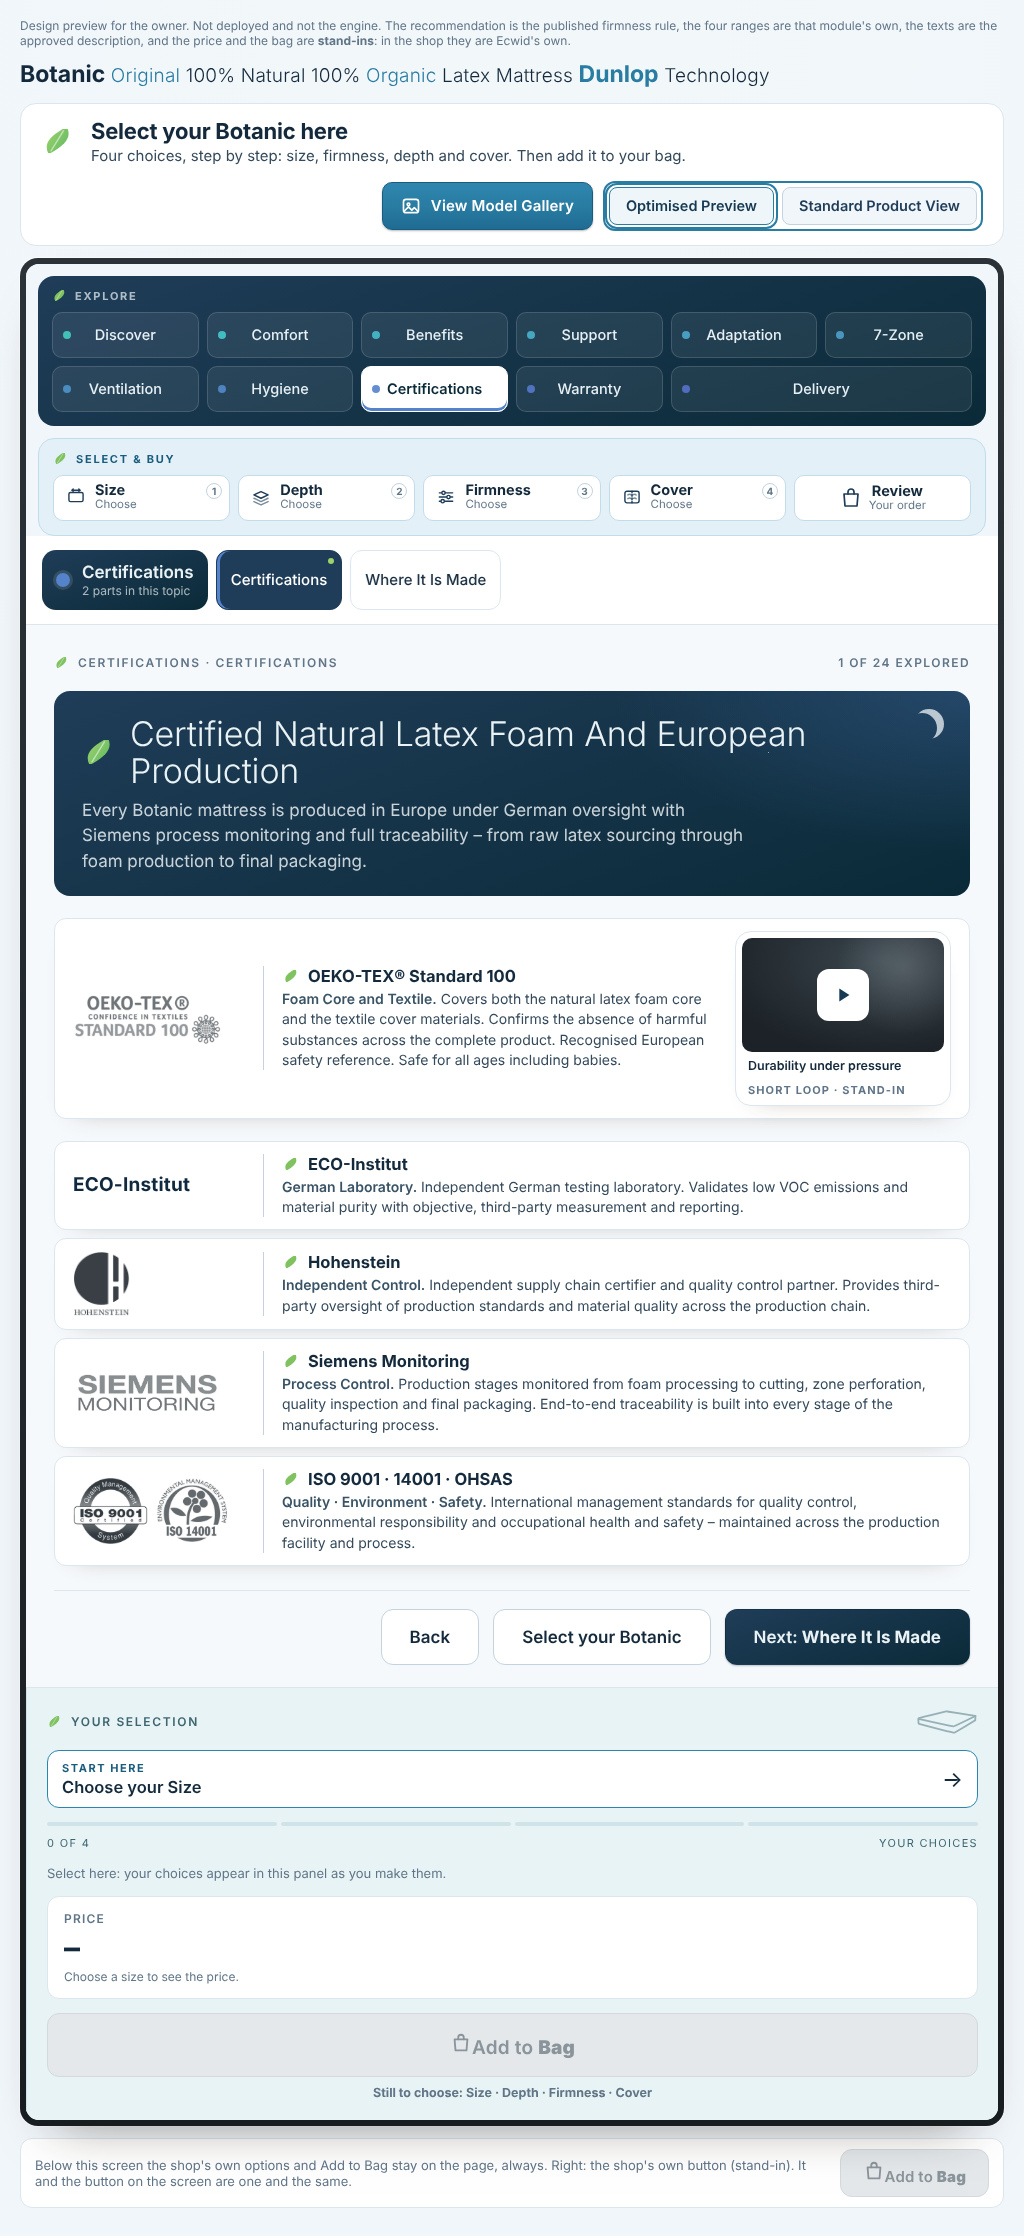 Design preview for the owner. Not deployed and not the engine. The recommendation is the published firmness rule, the four ranges are that module's own, the texts are the
approved description, and the price and the bag are stand-ins: in the shop they are Ecwid's own.
Botanic Original 100% Natural 100% Organic Latex Mattress Dunlop Technology
Select your Botanic here
Four choices, step by step: size, firmness, depth and cover. Then add it to your bag.
View Model Gallery
Optimised Preview
Standard Product View
EXPLORE
Discover
Comfort
Benefits
Support
Adaptation
7-Zone
Ventilation
Hygiene
Certifications
Warranty
Delivery
SELECT & BUY
Size
Choose
1
Depth
Choose
2
Firmness
Choose
3
Cover
Choose
4
Review
Your order
Certifications
2 parts in this topic
Certifications
Where It Is Made
CERTIFICATIONS · CERTIFICATIONS
1 OF 24 EXPLORED
Certified Natural Latex Foam And European
Production
Every Botanic mattress is produced in Europe under German oversight with
Siemens process monitoring and full traceability – from raw latex sourcing through
foam production to final packaging.
OEKO-TEX®
CONFIDENCE IN TEXTILES
STANDARD 100
OEKO-TEX® Standard 100
Foam Core and Textile. Covers both the natural latex foam core
and the textile cover materials. Confirms the absence of harmful
substances across the complete product. Recognised European
safety reference. Safe for all ages including babies.
Durability under pressure
SHORT LOOP · STAND-IN
ECO-Institut
ECO-Institut
German Laboratory. Independent German testing laboratory. Validates low VOC emissions and
material purity with objective, third-party measurement and reporting.
HOHENSTEIN
Hohenstein
Independent Control. Independent supply chain certifier and quality control partner. Provides third-
party oversight of production standards and material quality across the production chain.
SIEMENS
MONITORING
Siemens Monitoring
Process Control. Production stages monitored from foam processing to cutting, zone perforation,
quality inspection and final packaging. End-to-end traceability is built into every stage of the
manufacturing process.
Quality Management
ISO 9001
Certified
System
ENVIRONMENTAL MANAGEMENT SYSTEM
ISO 14001
ISO 9001 · 14001 · OHSAS
Quality · Environment · Safety. International management standards for quality control,
environmental responsibility and occupational health and safety – maintained across the production
facility and process.
Back
Select your Botanic
Next: Where It Is Made
YOUR SELECTION
START HERE
Choose your Size
0 OF 4
YOUR CHOICES
Select here: your choices appear in this panel as you make them.
PRICE
–
Choose a size to see the price.
Add to Bag
Still to choose: Size · Depth · Firmness · Cover
Below this screen the shop's own options and Add to Bag stay on the page, always. Right: the shop's own button (stand-in). It
and the button on the screen are one and the same.
Add to Bag